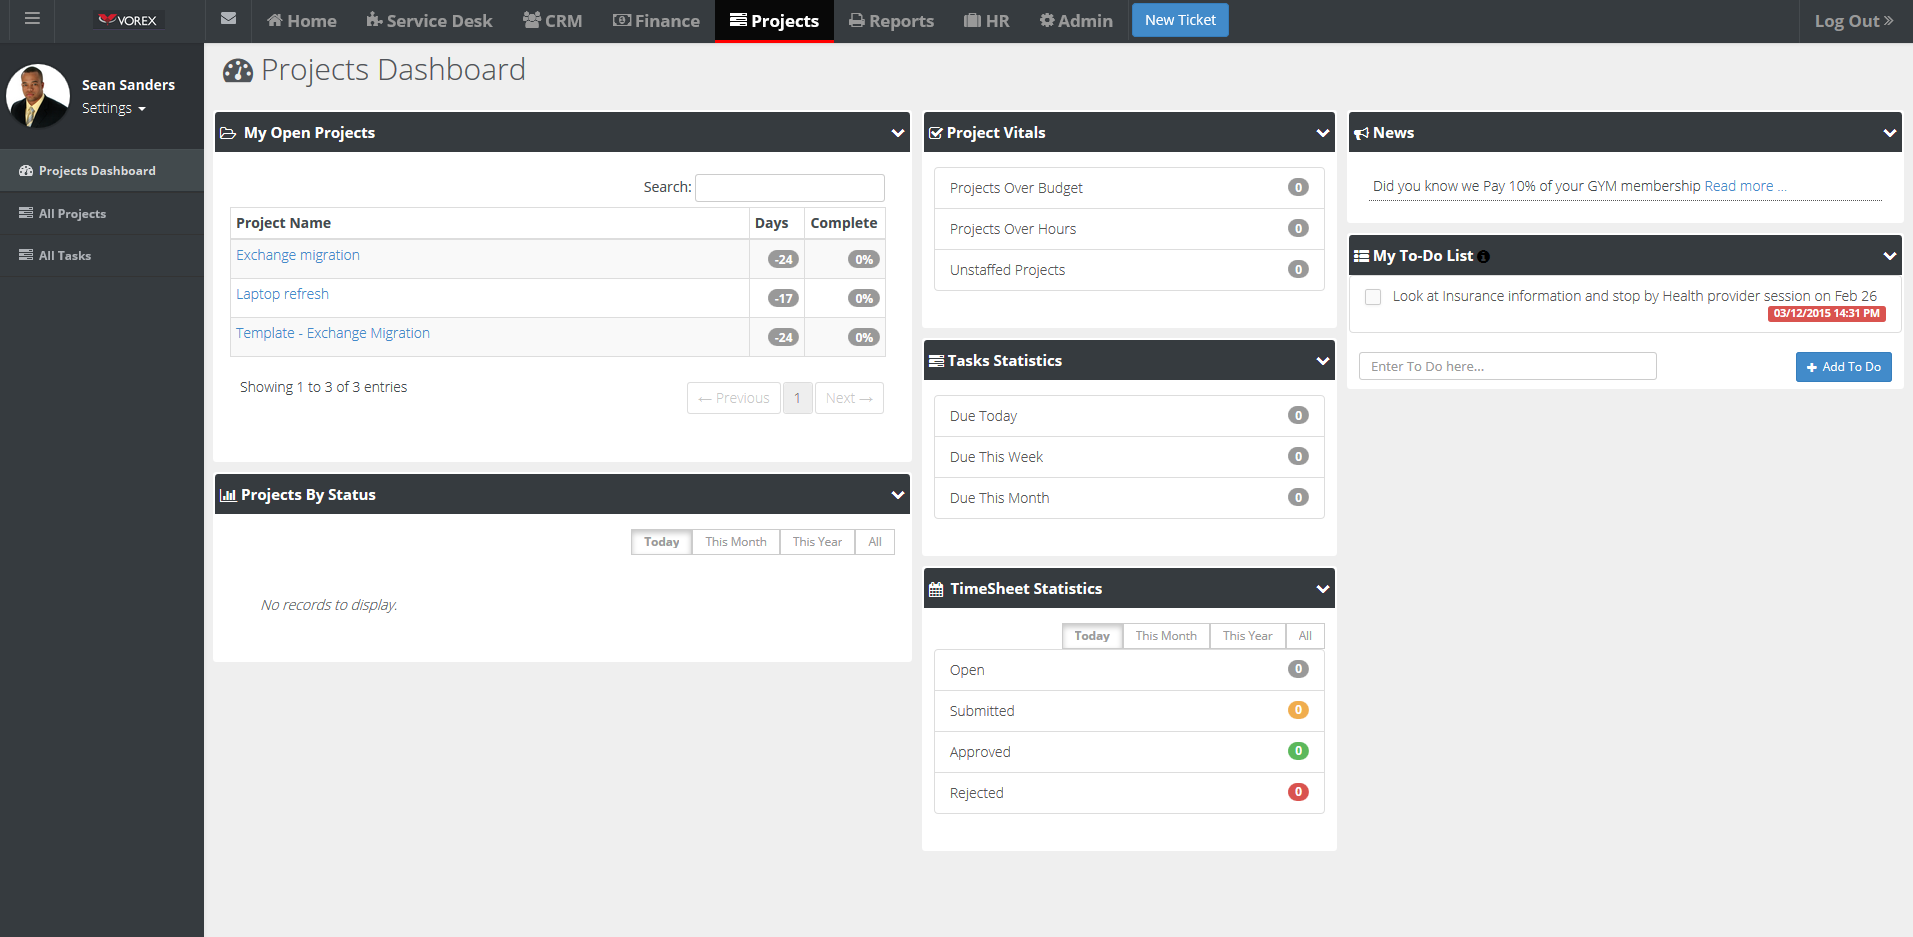 VOREX
Home
Service Desk
CRM
Finance
Projects
Reports
HR
Admin
New Ticket
Log Out
Sean Sanders
Settings
Projects Dashboard
All Projects
All Tasks
Projects Dashboard
My Open Projects
Search:
Project Name Days Complete
Exchange migration -24 0%
Laptop refresh -17 0%
Template - Exchange Migration -24 0%
Showing 1 to 3 of 3 entries
← Previous 1 Next →
Projects By Status
Today This Month This Year All
No records to display.
Project Vitals
Projects Over Budget 0
Projects Over Hours 0
Unstaffed Projects 0
Tasks Statistics
Due Today 0
Due This Week 0
Due This Month 0
TimeSheet Statistics
Today This Month This Year All
Open 0
Submitted 0
Approved 0
Rejected 0
News
Did you know we Pay 10% of your GYM membership Read more ...
My To-Do List
Look at Insurance information and stop by Health provider session on Feb 26
03/12/2015 14:31 PM
Enter To Do here...
Add To Do